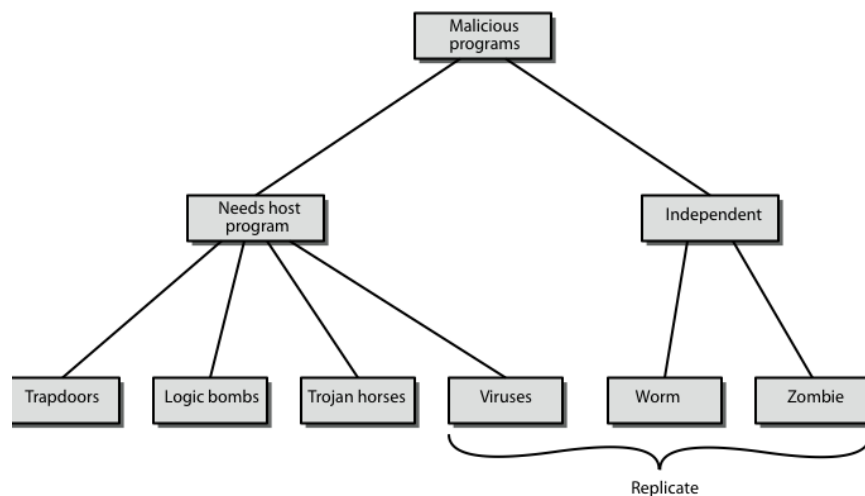 Malicious
programs
Needs host
program
Independent
Trapdoors
Logic bombs
Trojan horses
Viruses
Worm
Zombie
Replicate